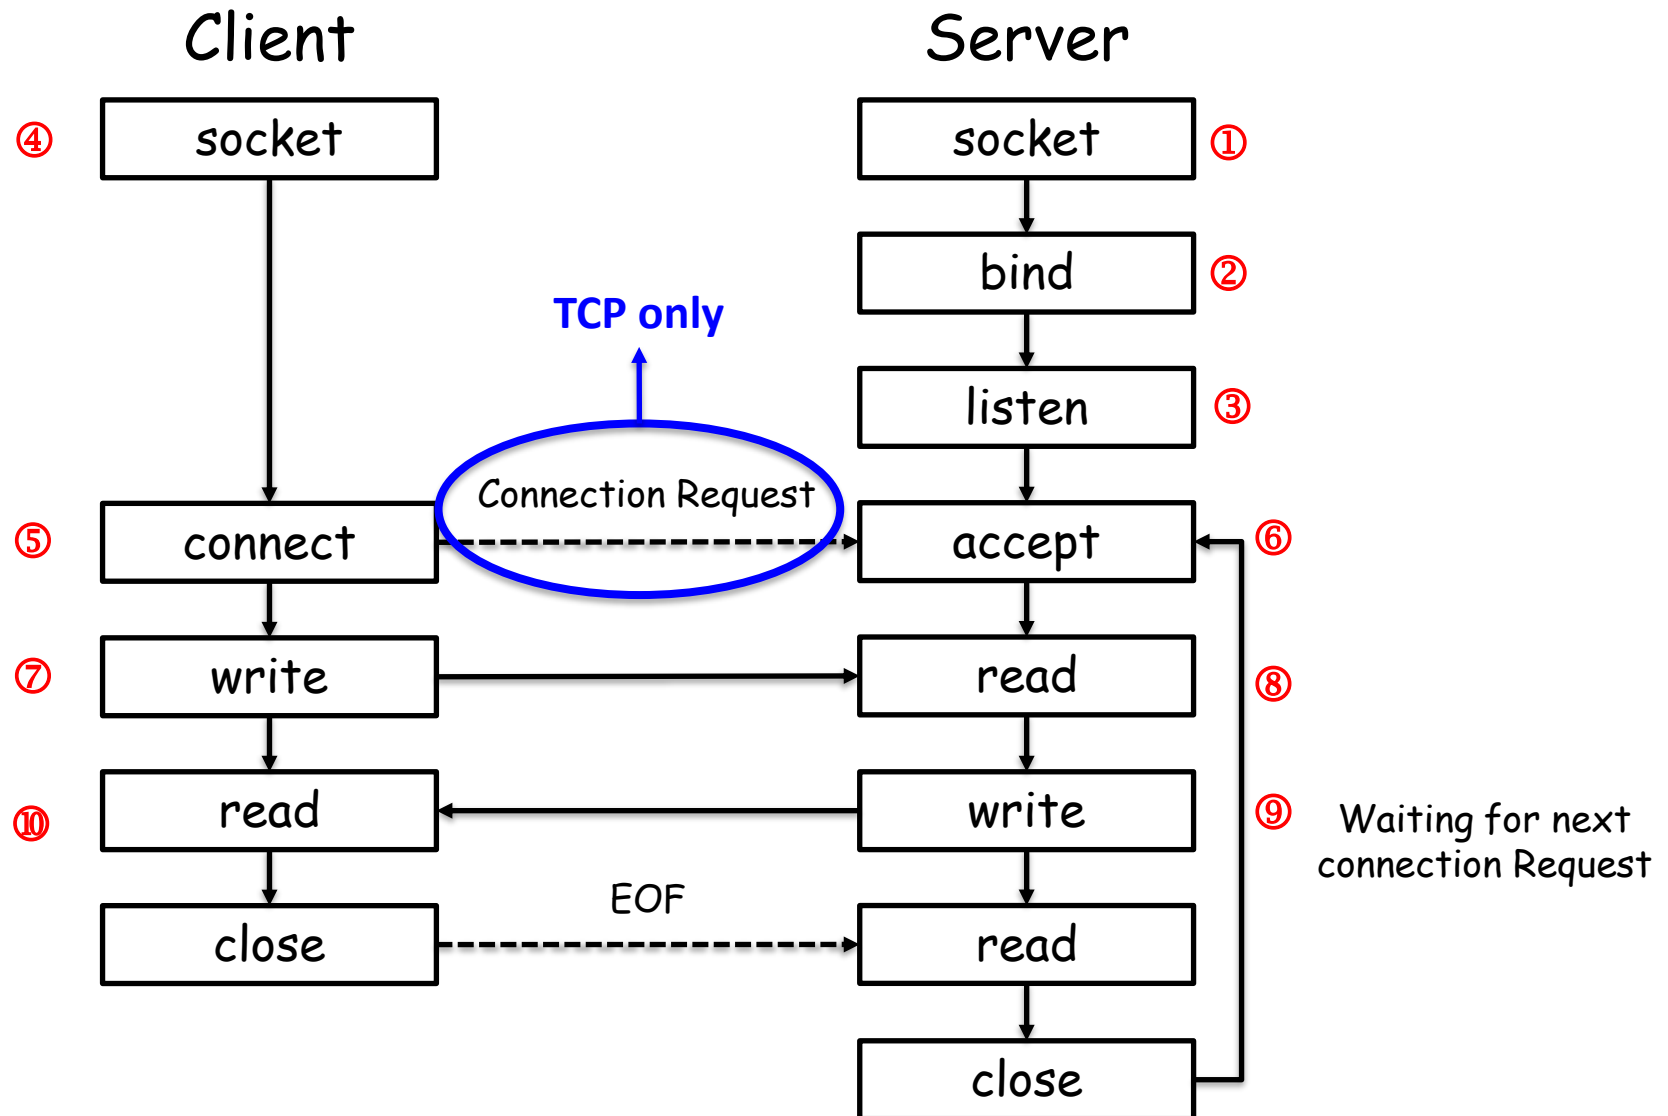 Client
Server
④ socket
socket ①
bind ②
TCP only
listen ③
Connection Request
⑤ connect
accept ⑥
⑦ write
read ⑧
⑩ read
write ⑨
Waiting for next
connection Request
EOF
close
read
close